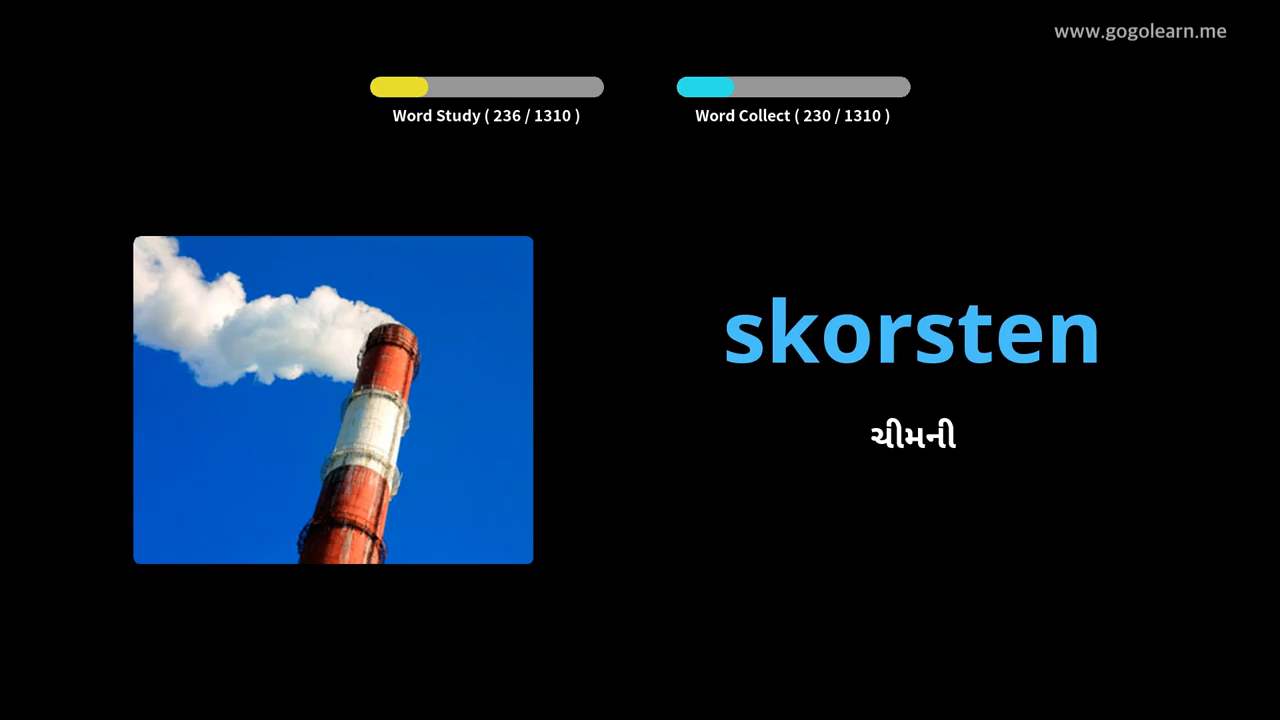 www.gogolearn.me
Word Study ( 236 / 1310 )
Word Collect ( 230 / 1310 )
skorsten
ચીમની